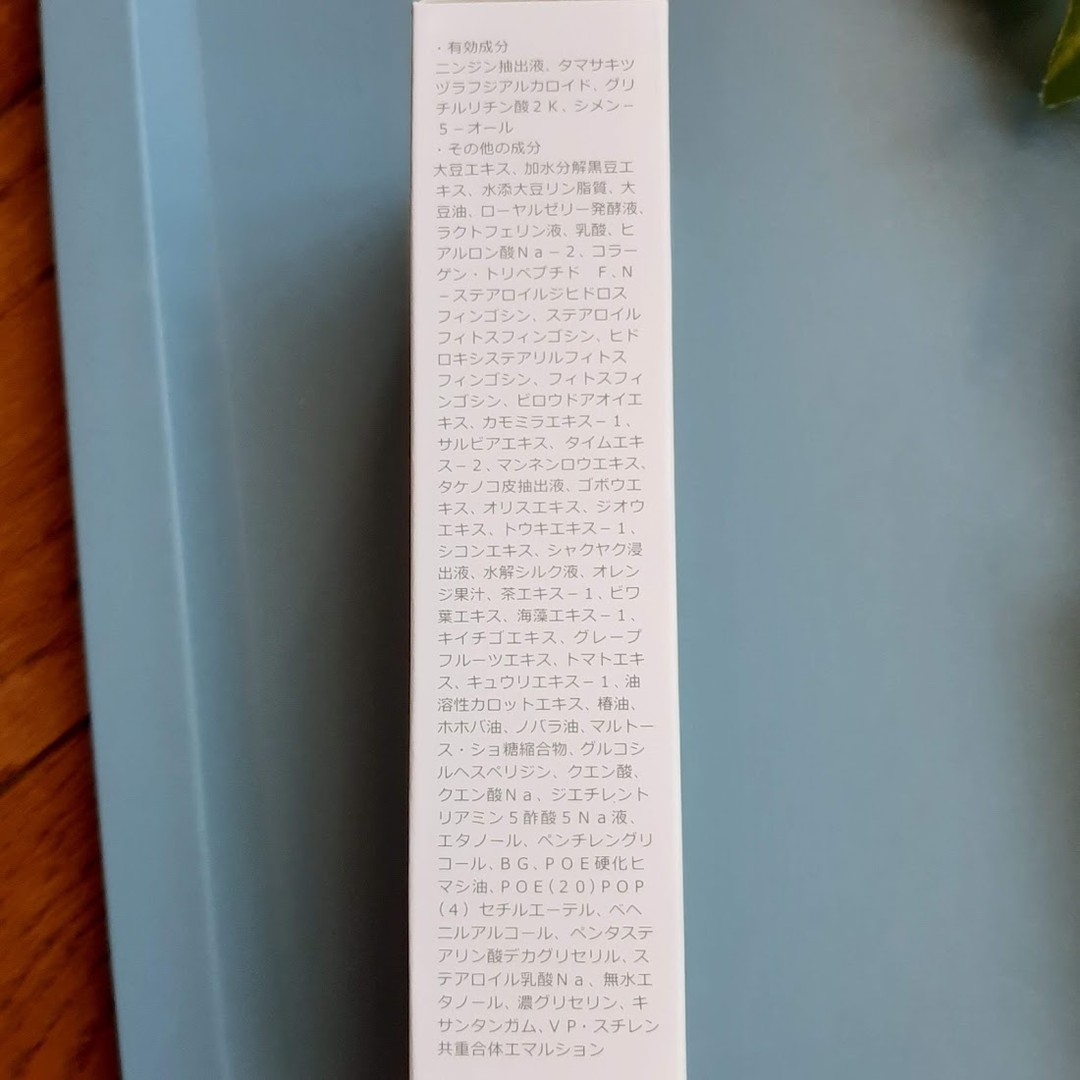 ・有効成分
ニンジン抽出液、タマサキツ
ヅラフジアルカロイド、グリ
チルリチン酸２Ｋ、シメン－
５－オール
・その他の成分
大豆エキス、加水分解黒豆エ
キス、水添大豆リン脂質、大
豆油、ローヤルゼリー発酵液、
ラクトフェリン液、乳酸、ヒ
アルロン酸Ｎａ－２、コラー
ゲン・トリペプチド　Ｆ、Ｎ
－ステアロイルジヒドロス
フィンゴシン、ステアロイル
フィトスフィンゴシン、ヒド
ロキシステアリルフィトス
フィンゴシン、フィトスフィ
ンゴシン、ビロウドアオイエ
キス、カモミラエキス－１、
サルビアエキス、タイムエキ
ス－２、マンネンロウエキス、
タケノコ皮抽出液、ゴボウエ
キス、オリスエキス、ジオウ
エキス、トウキエキス－１、
シコンエキス、シャクヤク浸
出液、水解シルク液、オレン
ジ果汁、茶エキス－１、ビワ
葉エキス、海藻エキス－１、
キイチゴエキス、グレープ
フルーツエキス、トマトエキ
ス、キュウリエキス－１、油
溶性カロットエキス、椿油、
ホホバ油、ノバラ油、マルトー
ス・ショ糖縮合物、グルコシ
ルヘスペリジン、クエン酸、
クエン酸Ｎａ、ジエチレント
リアミン５酢酸５Ｎａ液、
エタノール、ペンチレングリ
コール、ＢＧ、ＰＯＥ硬化ヒ
マシ油、ＰＯＥ（２０）ＰＯＰ
（４）セチルエーテル、ベヘ
ニルアルコール、ペンタステ
アリン酸デカグリセリル、ス
テアロイル乳酸Ｎａ、無水エ
タノール、濃グリセリン、キ
サンタンガム、ＶＰ・スチレン
共重合体エマルション